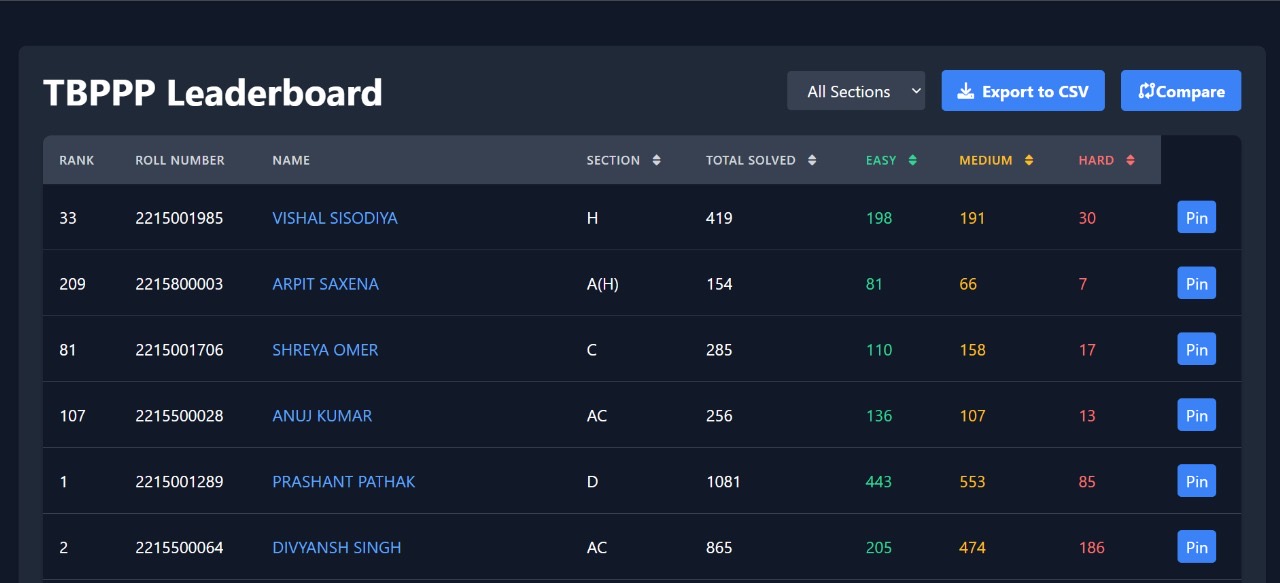 TBPPP Leaderboard All Sections Export to CSV Compare
RANK ROLL NUMBER NAME SECTION TOTAL SOLVED EASY MEDIUM HARD
33 2215001985 VISHAL SISODIYA H 419 198 191 30 Pin
209 2215800003 ARPIT SAXENA A(H) 154 81 66 7 Pin
81 2215001706 SHREYA OMER C 285 110 158 17 Pin
107 2215500028 ANUJ KUMAR AC 256 136 107 13 Pin
1 2215001289 PRASHANT PATHAK D 1081 443 553 85 Pin
2 2215500064 DIVYANSH SINGH AC 865 205 474 186 Pin